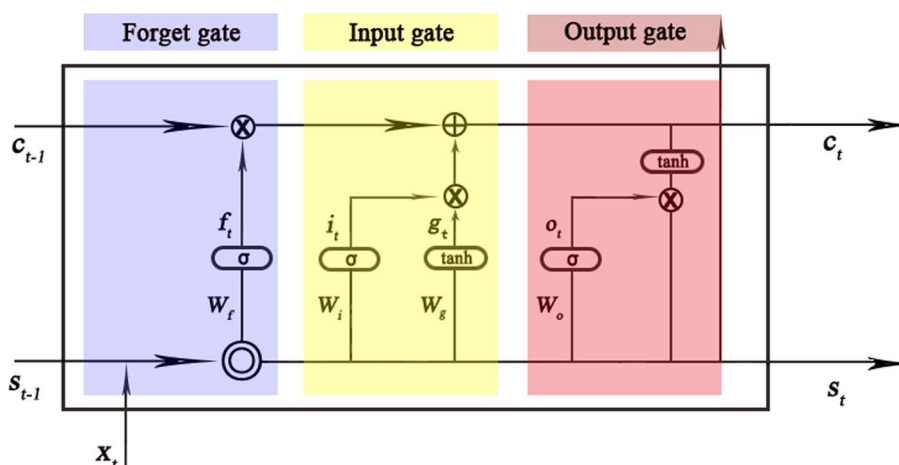 Forget gate Input gate Output gate
c_{t-1} c_t
tanh
f_t i_t g_t o_t
σ σ tanh σ
W_f W_i W_g W_o
s_{t-1} s_t
x_t